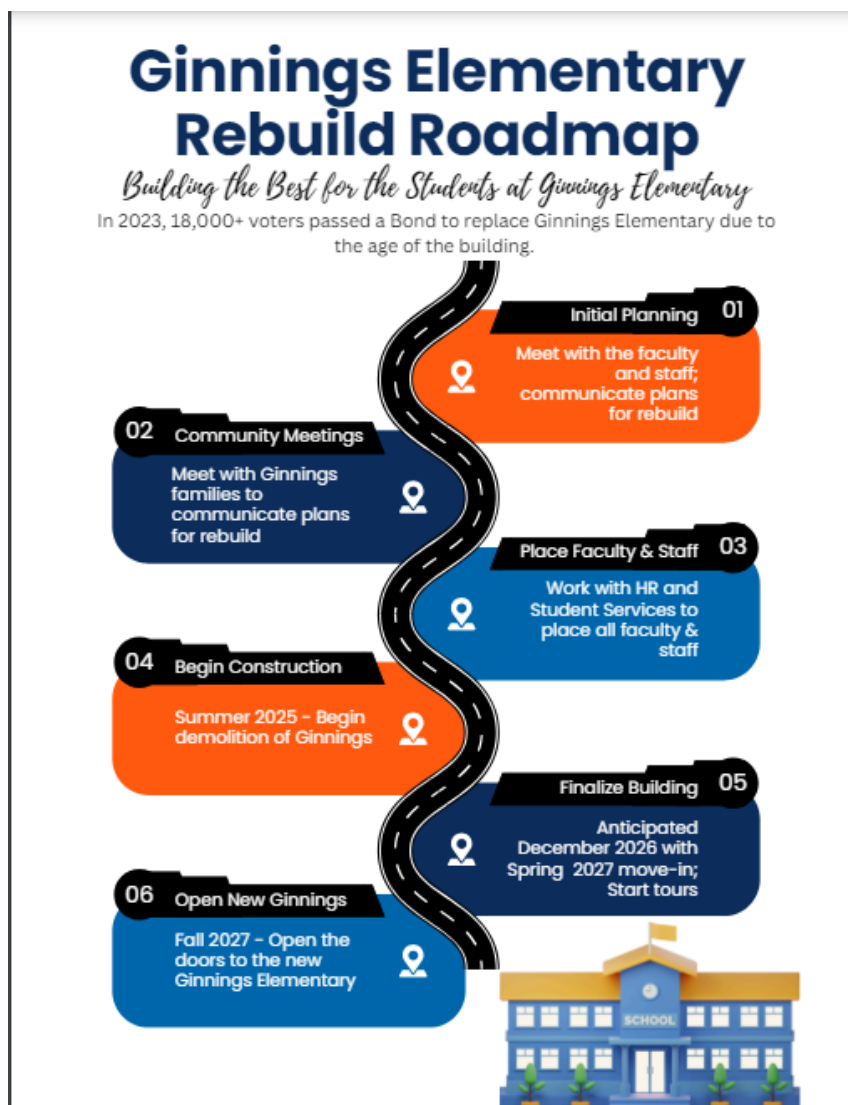 Ginnings Elementary
Rebuild Roadmap
Building the Best for the Students at Ginnings Elementary
In 2023, 18,000+ voters passed a Bond to replace Ginnings Elementary due to
the age of the building.
Initial Planning 01
Meet with the faculty
and staff;
communicate plans
for rebuild
02 Community Meetings
Meet with Ginnings
families to
communicate plans
for rebuild
Place Faculty & Staff 03
Work with HR and
Student Services to
place all faculty &
staff
04 Begin Construction
Summer 2025 - Begin
demolition of Ginnings
Finalize Building 05
Anticipated
December 2026 with
Spring 2027 move-in;
Start tours
06 Open New Ginnings
Fall 2027 - Open the
doors to the new
Ginnings Elementary
SCHOOL